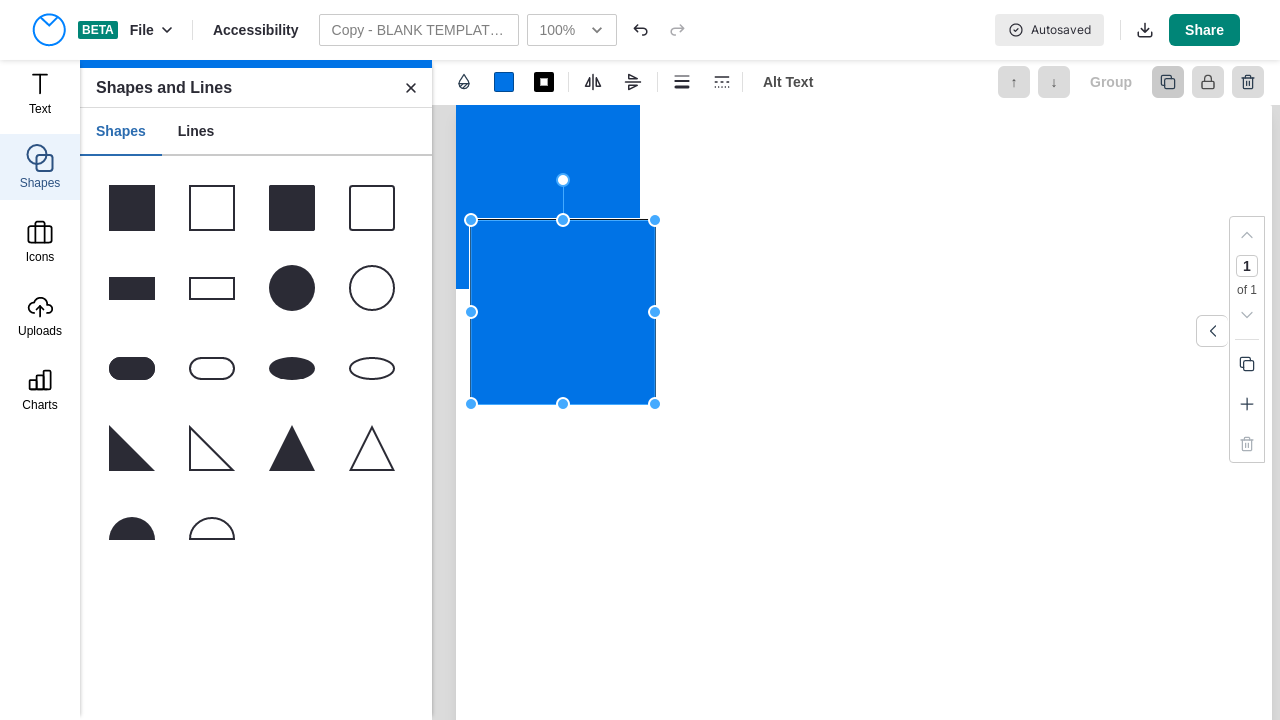 BETA
File
Accessibility
Copy - BLANK TEMPLAT…
100%
Autosaved
Share
Text
Shapes
Icons
Uploads
Charts
Shapes and Lines
Shapes
Lines
Alt Text
↑
↓
Group
1
of 1